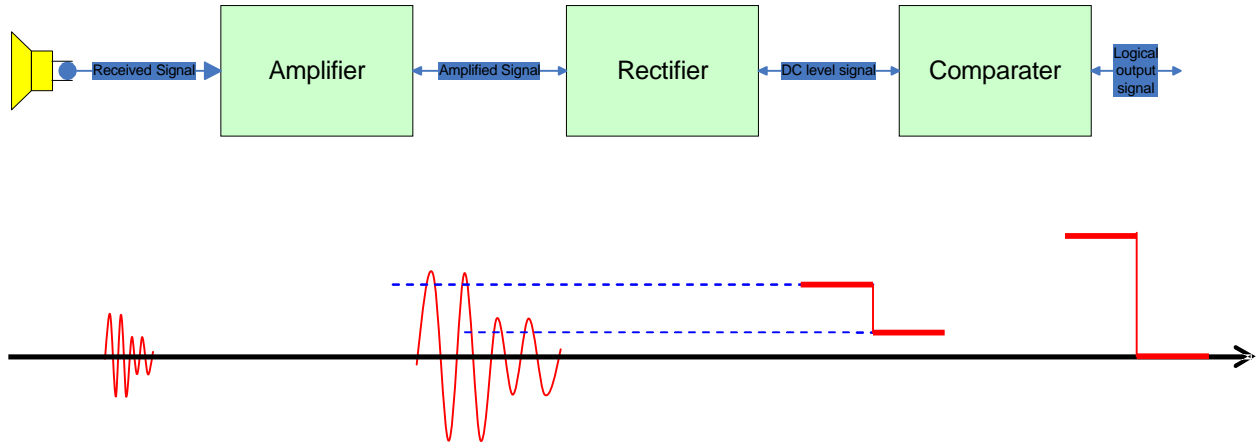 Received Signal
Amplifier
Amplified Signal
Rectifier
DC level signal
Comparater
Logical
output
signal